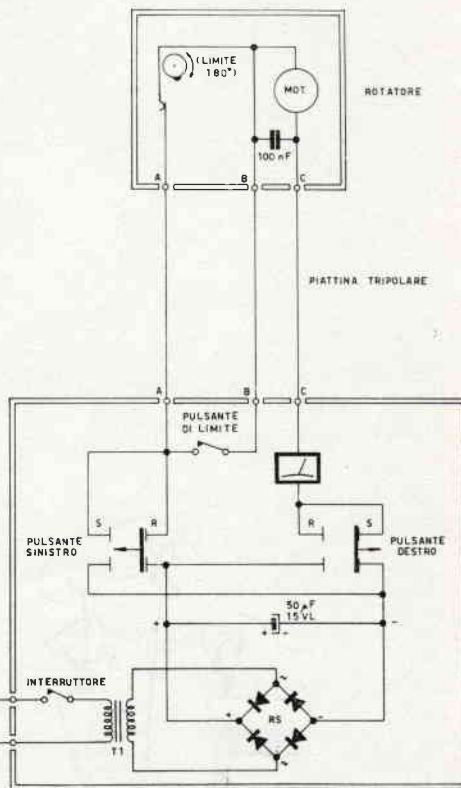 (LIMITE
180°)
MOT.
ROTATORE
100 nF
A
B
C
PIATTINA TRIPOLARE
A
B
C
PULSANTE
DI LIMITE
S
R
R
S
PULSANTE
SINISTRO
PULSANTE
DESTRO
50 µF
15 VL
+
-
+ -
INTERRUTTORE
~
+
RS
-
T1
~